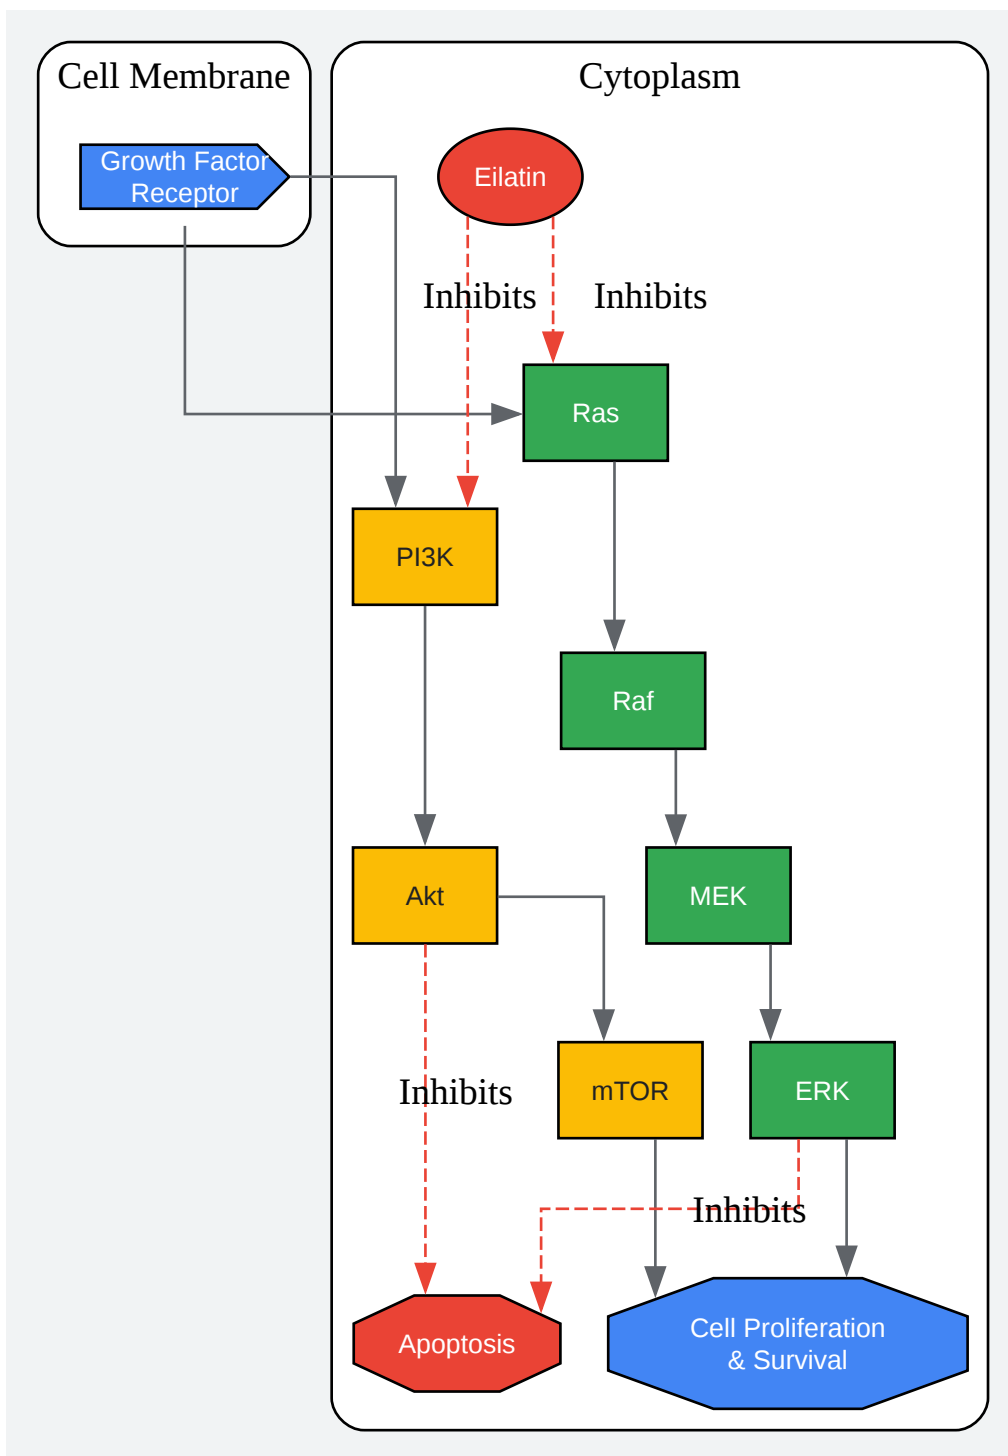 Cell Membrane
Cytoplasm
Growth Factor
Receptor
Eilatin
Inhibits
Inhibits
Ras
PI3K
Raf
Akt
MEK
Inhibits
mTOR
ERK
Inhibits
Apoptosis
Cell Proliferation
& Survival